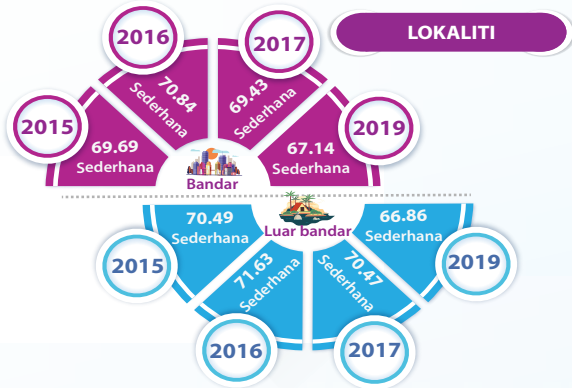 LOKALITI
2015
69.69
Sederhana
2016
70.84
Sederhana
2017
69.43
Sederhana
2019
67.14
Sederhana
Bandar
Luar bandar
2015
70.49
Sederhana
2016
71.63
Sederhana
2017
70.47
Sederhana
2019
66.86
Sederhana